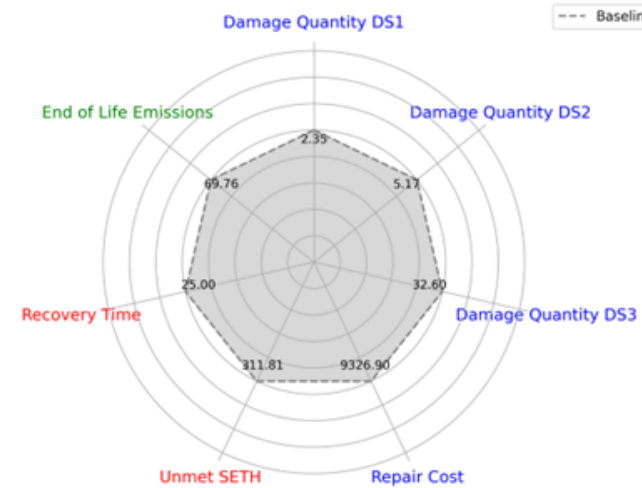 Damage Quantity DS1
Baselin
End of Life Emissions
Damage Quantity DS2
2.35
69.76
5.17
25.00
32.60
Recovery Time
Damage Quantity DS3
311.81
9326.90
Unmet SETH
Repair Cost